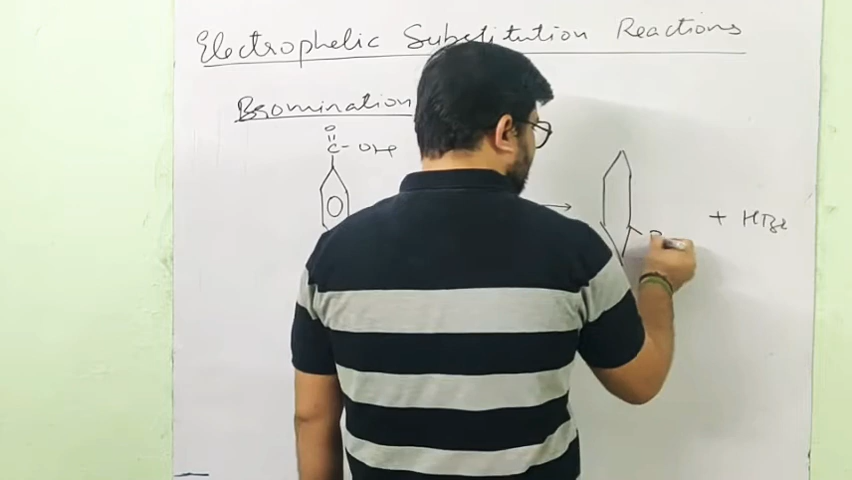 Electrophelic Substitution Reactions
Bromination
O
C - OH
+ HBr